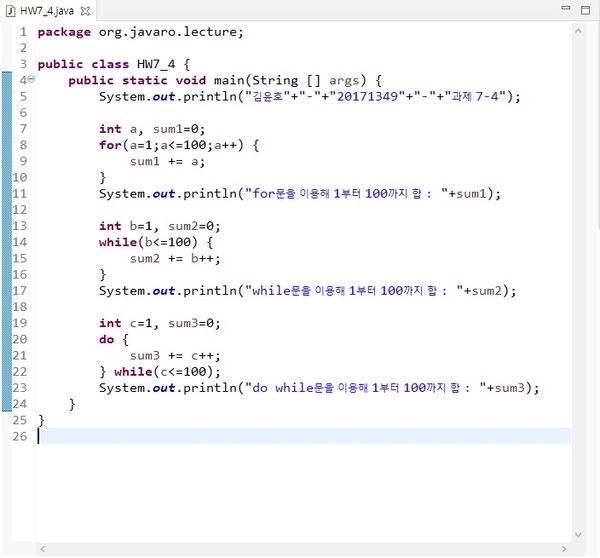 HW7_4.java
1 package org.javaro.lecture;
2
3 public class HW7_4 {
4 public static void main(String [] args) {
5 System.out.println("김윤호"+"-"+"20171349"+"-"+"과제 7-4");
6
7 int a, sum1=0;
8 for(a=1;a<=100;a++) {
9 sum1 += a;
10 }
11 System.out.println("for문을 이용해 1부터 100까지 합 : "+sum1);
12
13 int b=1, sum2=0;
14 while(b<=100) {
15 sum2 += b++;
16 }
17 System.out.println("while문을 이용해 1부터 100까지 합 : "+sum2);
18
19 int c=1, sum3=0;
20 do {
21 sum3 += c++;
22 } while(c<=100);
23 System.out.println("do while문을 이용해 1부터 100까지 합 : "+sum3);
24 }
25 }
26